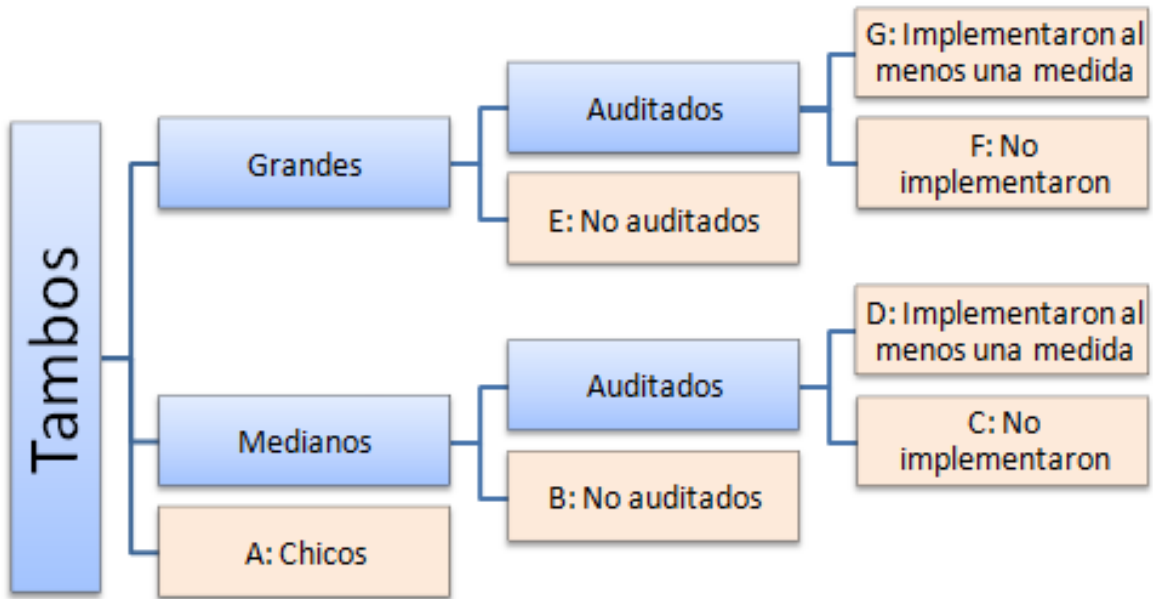 Tambos
Grandes
Auditados
G: Implementaron al
menos una medida
F: No
implementaron
E: No auditados
Medianos
Auditados
D: Implementaron al
menos una medida
C: No
implementaron
B: No auditados
A: Chicos